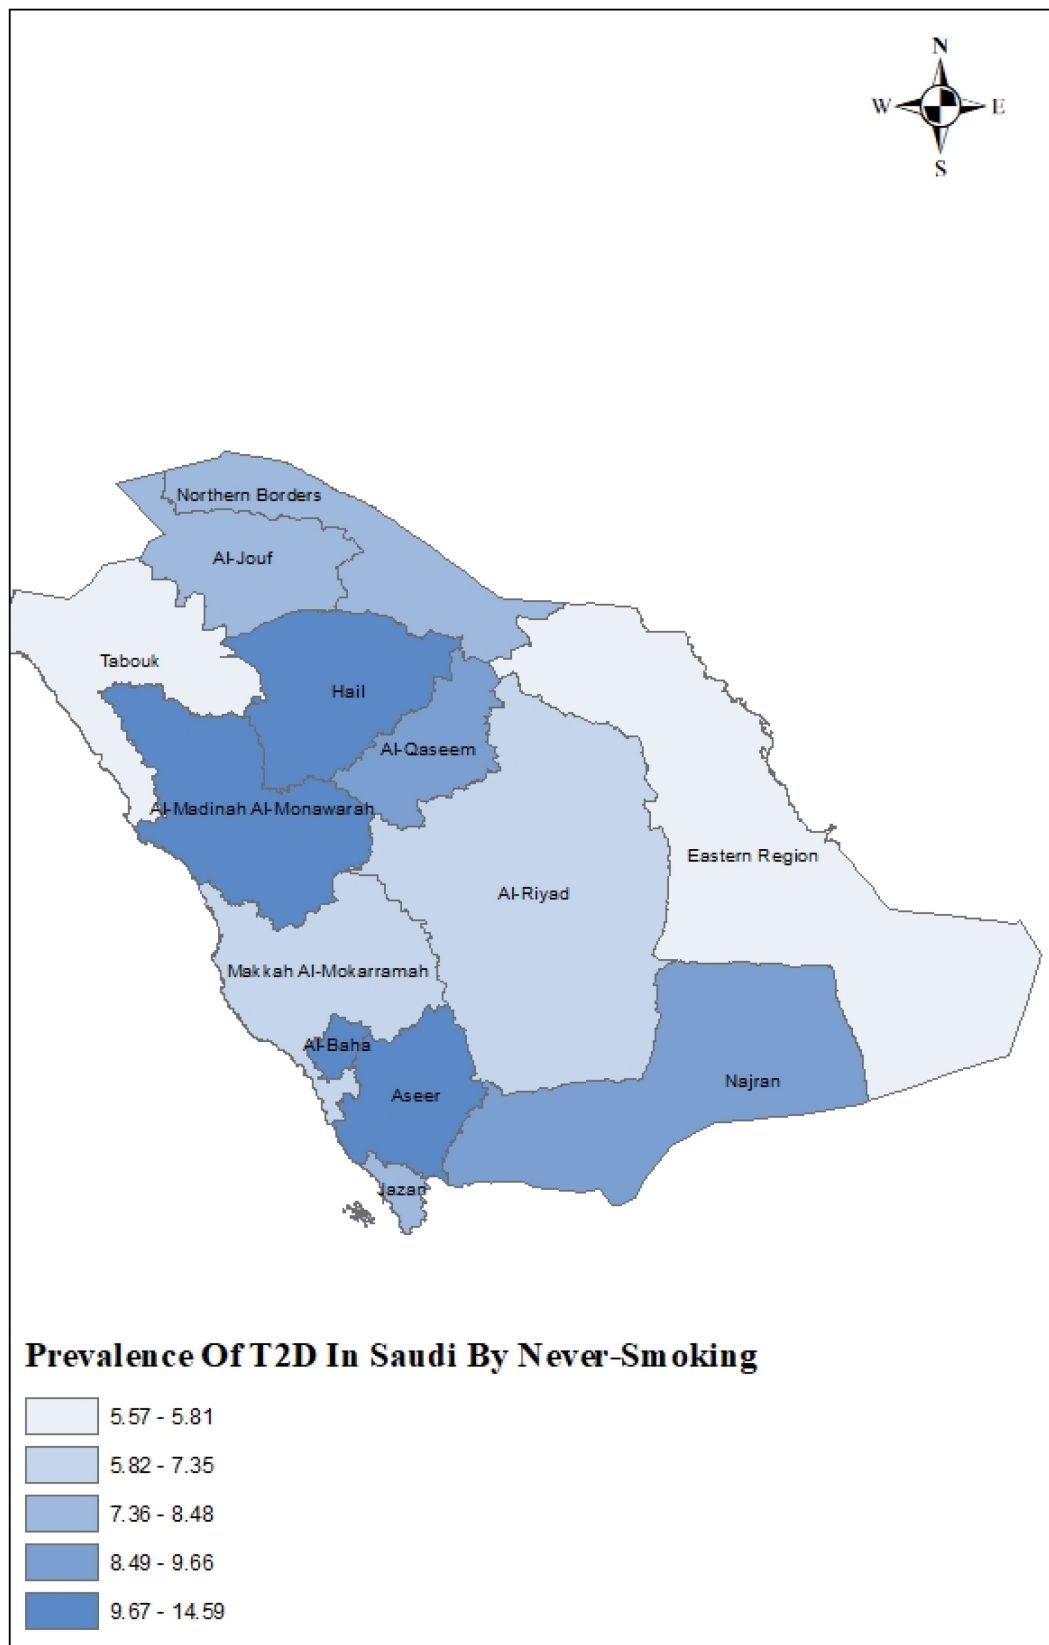 N
W E
S
Northern Borders
Al-Jouf
Tabouk
Hail
Al-Qaseem
Al-Madinah Al-Monawarah
Eastern Region
Al-Riyad
Makkah Al-Mokarramah
Al-Baha
Najran
Aseer
Jazan
Prevalence Of T2D In Saudi By Never-Smoking
5.57 - 5.81
5.82 - 7.35
7.36 - 8.48
8.49 - 9.66
9.67 - 14.59